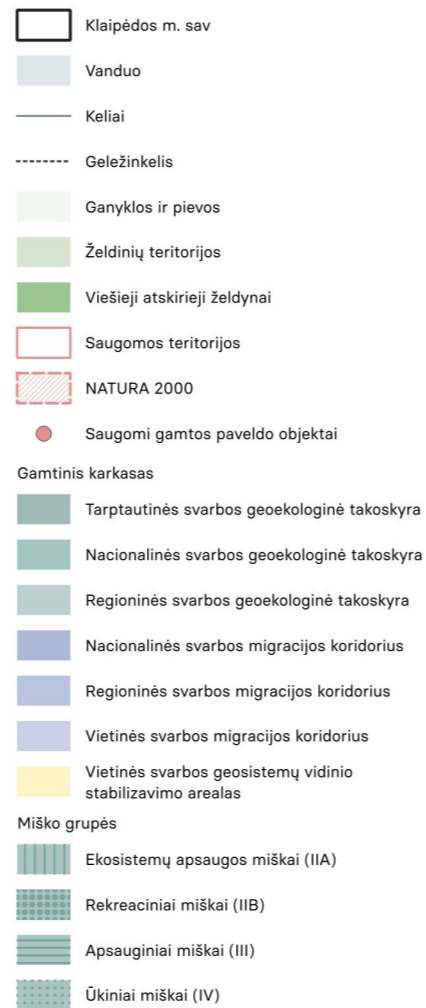 Klaipėdos m. sav
Vanduo
Keliai
Geležinkelis
Ganyklos ir pievos
Želdinių teritorijos
Viešieji atskirieji želdynai
Saugomos teritorijos
NATURA 2000
Saugomi gamtos paveldo objektai
Gamtinis karkasas
Tarptautinės svarbos geoekologinė takoskyra
Nacionalinės svarbos geoekologinė takoskyra
Regioninės svarbos geoekologinė takoskyra
Nacionalinės svarbos migracijos koridorius
Regioninės svarbos migracijos koridorius
Vietinės svarbos migracijos koridorius
Vietinės svarbos geosistemų vidinio
stabilizavimo arealas
Miško grupės
Ekosistemų apsaugos miškai (IIA)
Rekreaciniai miškai (IIB)
Apsauginiai miškai (III)
Ūkiniai miškai (IV)